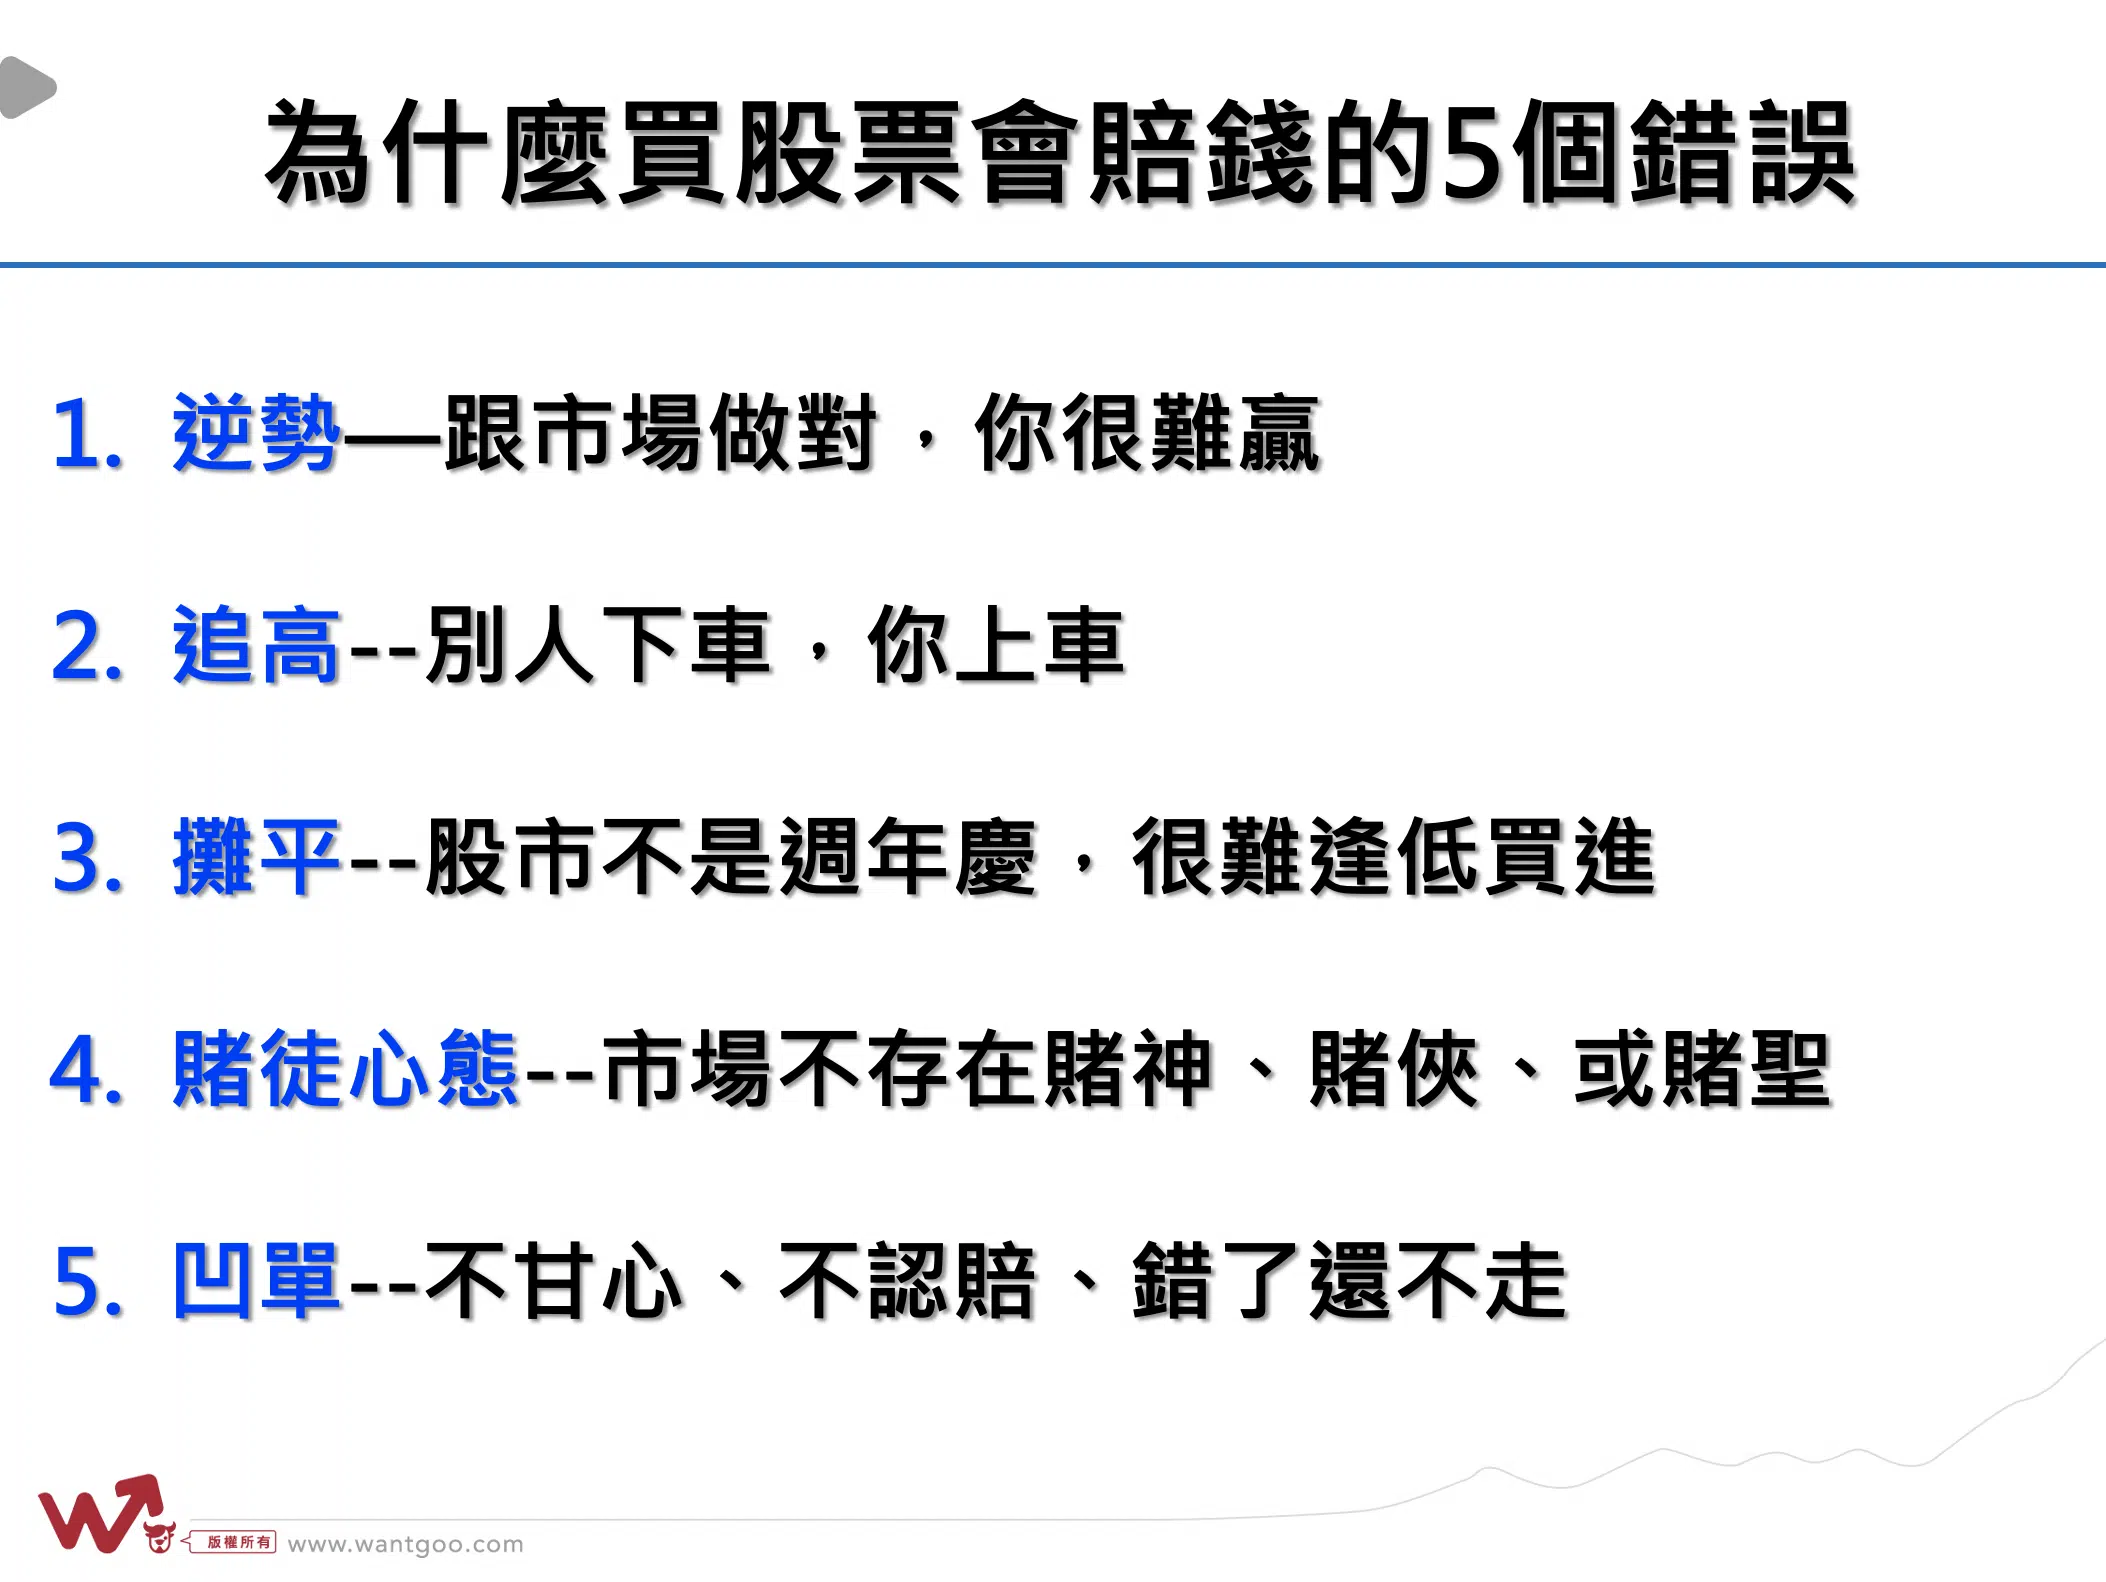 為什麼買股票會賠錢的5個錯誤
1. 逆勢—跟市場做對，你很難贏
2. 追高--別人下車，你上車
3. 攤平--股市不是週年慶，很難逢低買進
4. 賭徒心態--市場不存在賭神、賭俠、或賭聖
5. 凹單--不甘心、不認賠、錯了還不走
版權所有 www.wantgoo.com